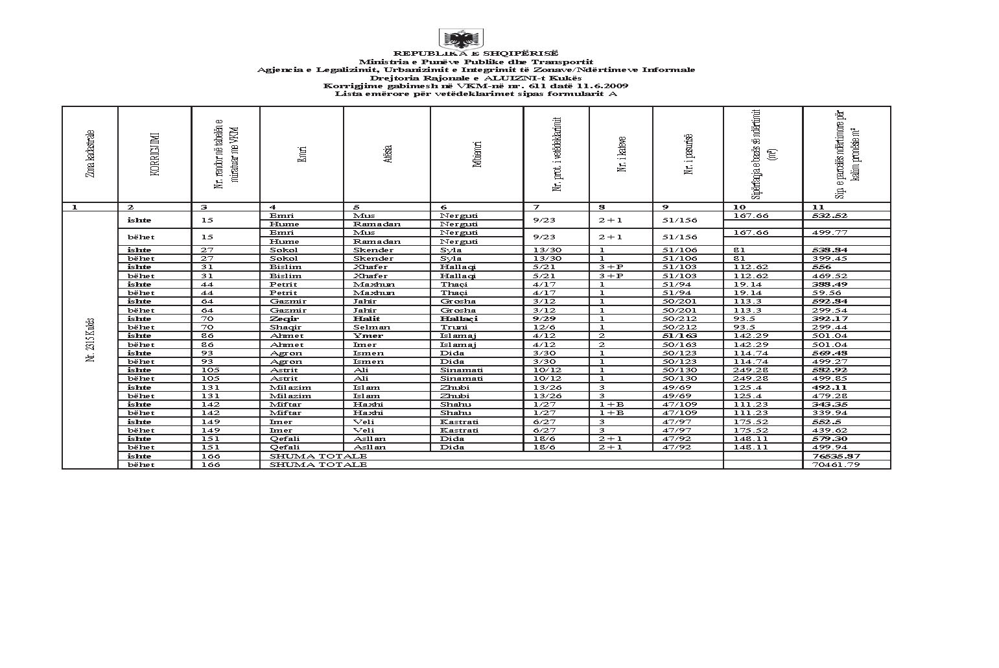 REPUBLIKA E SHQIPËRISË
Ministria e Punëve Publike dhe Transportit
Agjencia e Legalizimit, Urbanizimit e Integrimit të Zonave/Ndërtimeve Informale
Drejtoria Rajonale e ALUIZNI-t Kukës
Korrigjime gabimesh në VKM-në nr. 611 datë 11.6.2009
Lista emërore për vetëdeklarimet sipas formularit A
Zona kadastrale KORRIGJIMI Nr. rendor në tabelën e miratuar me VKM Emri Atësia Mbiemri Nr. prot. i vetëdeklarimit Nr. i kateve Nr. i pasurisë Sipërfaqja e bazës së ndërtimit (m²) Sip. e parcelës ndërtimore për kalim pronësie m²
1 2 3 4 5 6 7 8 9 10 11
Nr. 2315 Kukës
ishte 15 Emri Mus Nerguti 9/23 2+1 51/156 167.66 532.52
Hume Ramadan Nerguti
bëhet 15 Emri Mus Nerguti 9/23 2+1 51/156 167.66 499.77
Hume Ramadan Nerguti
ishte 27 Sokol Skender Syla 13/30 1 51/106 81 538.84
bëhet 27 Sokol Skender Syla 13/30 1 51/106 81 399.45
ishte 31 Bislim Xhafer Hallaqi 5/21 3+P 51/103 112.62 556
bëhet 31 Bislim Xhafer Hallaqi 5/21 3+P 51/103 112.62 469.52
ishte 44 Petrit Maxhun Thaçi 4/17 1 51/94 19.14 388.49
bëhet 44 Petrit Maxhun Thaçi 4/17 1 51/94 19.14 59.56
ishte 64 Gazmir Jahir Grosha 3/12 1 50/201 113.3 592.84
bëhet 64 Gazmir Jahir Grosha 3/12 1 50/201 113.3 299.54
ishte 70 Zeqir Halit Hallaçi 9/29 1 50/212 93.5 392.17
bëhet 70 Shaqir Selman Truni 12/6 1 50/212 93.5 299.44
ishte 86 Ahmet Ymer Islamaj 4/12 2 51/163 142.29 501.04
bëhet 86 Ahmet Imer Islamaj 4/12 2 50/163 142.29 501.04
ishte 93 Agron Ismen Dida 3/30 1 50/123 114.74 569.48
bëhet 93 Agron Ismen Dida 3/30 1 50/123 114.74 499.27
ishte 105 Astrit Ali Sinamati 10/12 1 50/130 249.28 582.92
bëhet 105 Astrit Ali Sinamati 10/12 1 50/130 249.28 499.85
ishte 131 Milazim Islam Zhubi 13/26 3 49/69 125.4 492.11
bëhet 131 Milazim Islam Zhubi 13/26 3 49/69 125.4 479.28
ishte 142 Miftar Haxhi Shahu 1/27 1+B 47/109 111.23 343.35
bëhet 142 Miftar Haxhi Shahu 1/27 1+B 47/109 111.23 339.94
ishte 149 Imer Veli Kastrati 6/27 3 47/97 175.52 552.5
bëhet 149 Imer Veli Kastrati 6/27 3 47/97 175.52 439.62
ishte 151 Qefali Asllan Dida 18/6 2+1 47/92 148.11 579.30
bëhet 151 Qefali Asllan Dida 18/6 2+1 47/92 148.11 499.94
ishte 166 SHUMA TOTALE 76535.87
bëhet 166 SHUMA TOTALE 70461.79